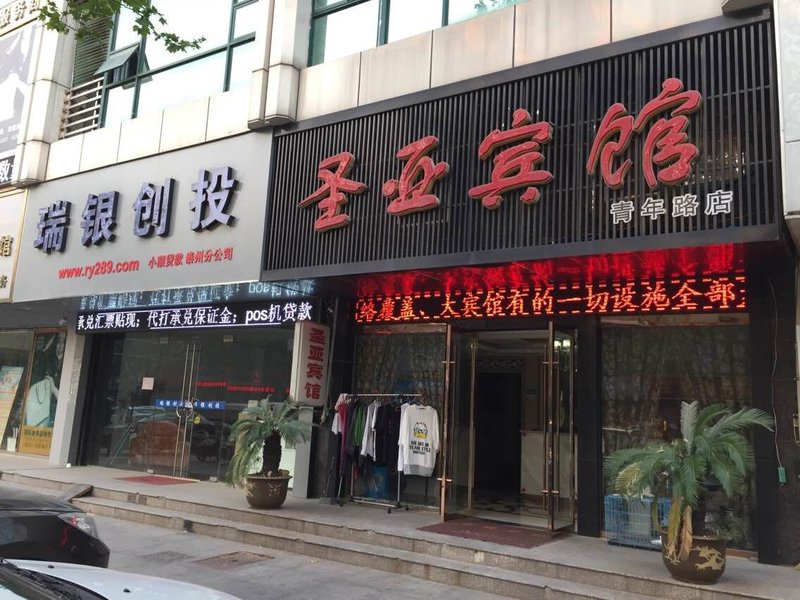 瑞银创投
www.ry289.com 小额贷款 泰州分公司
承兑汇票贴现；代打承兑保证金；pos机贷款
圣亚宾馆
青年路店
络覆盖、大宾馆有的一切设施全部
圣亚宾馆